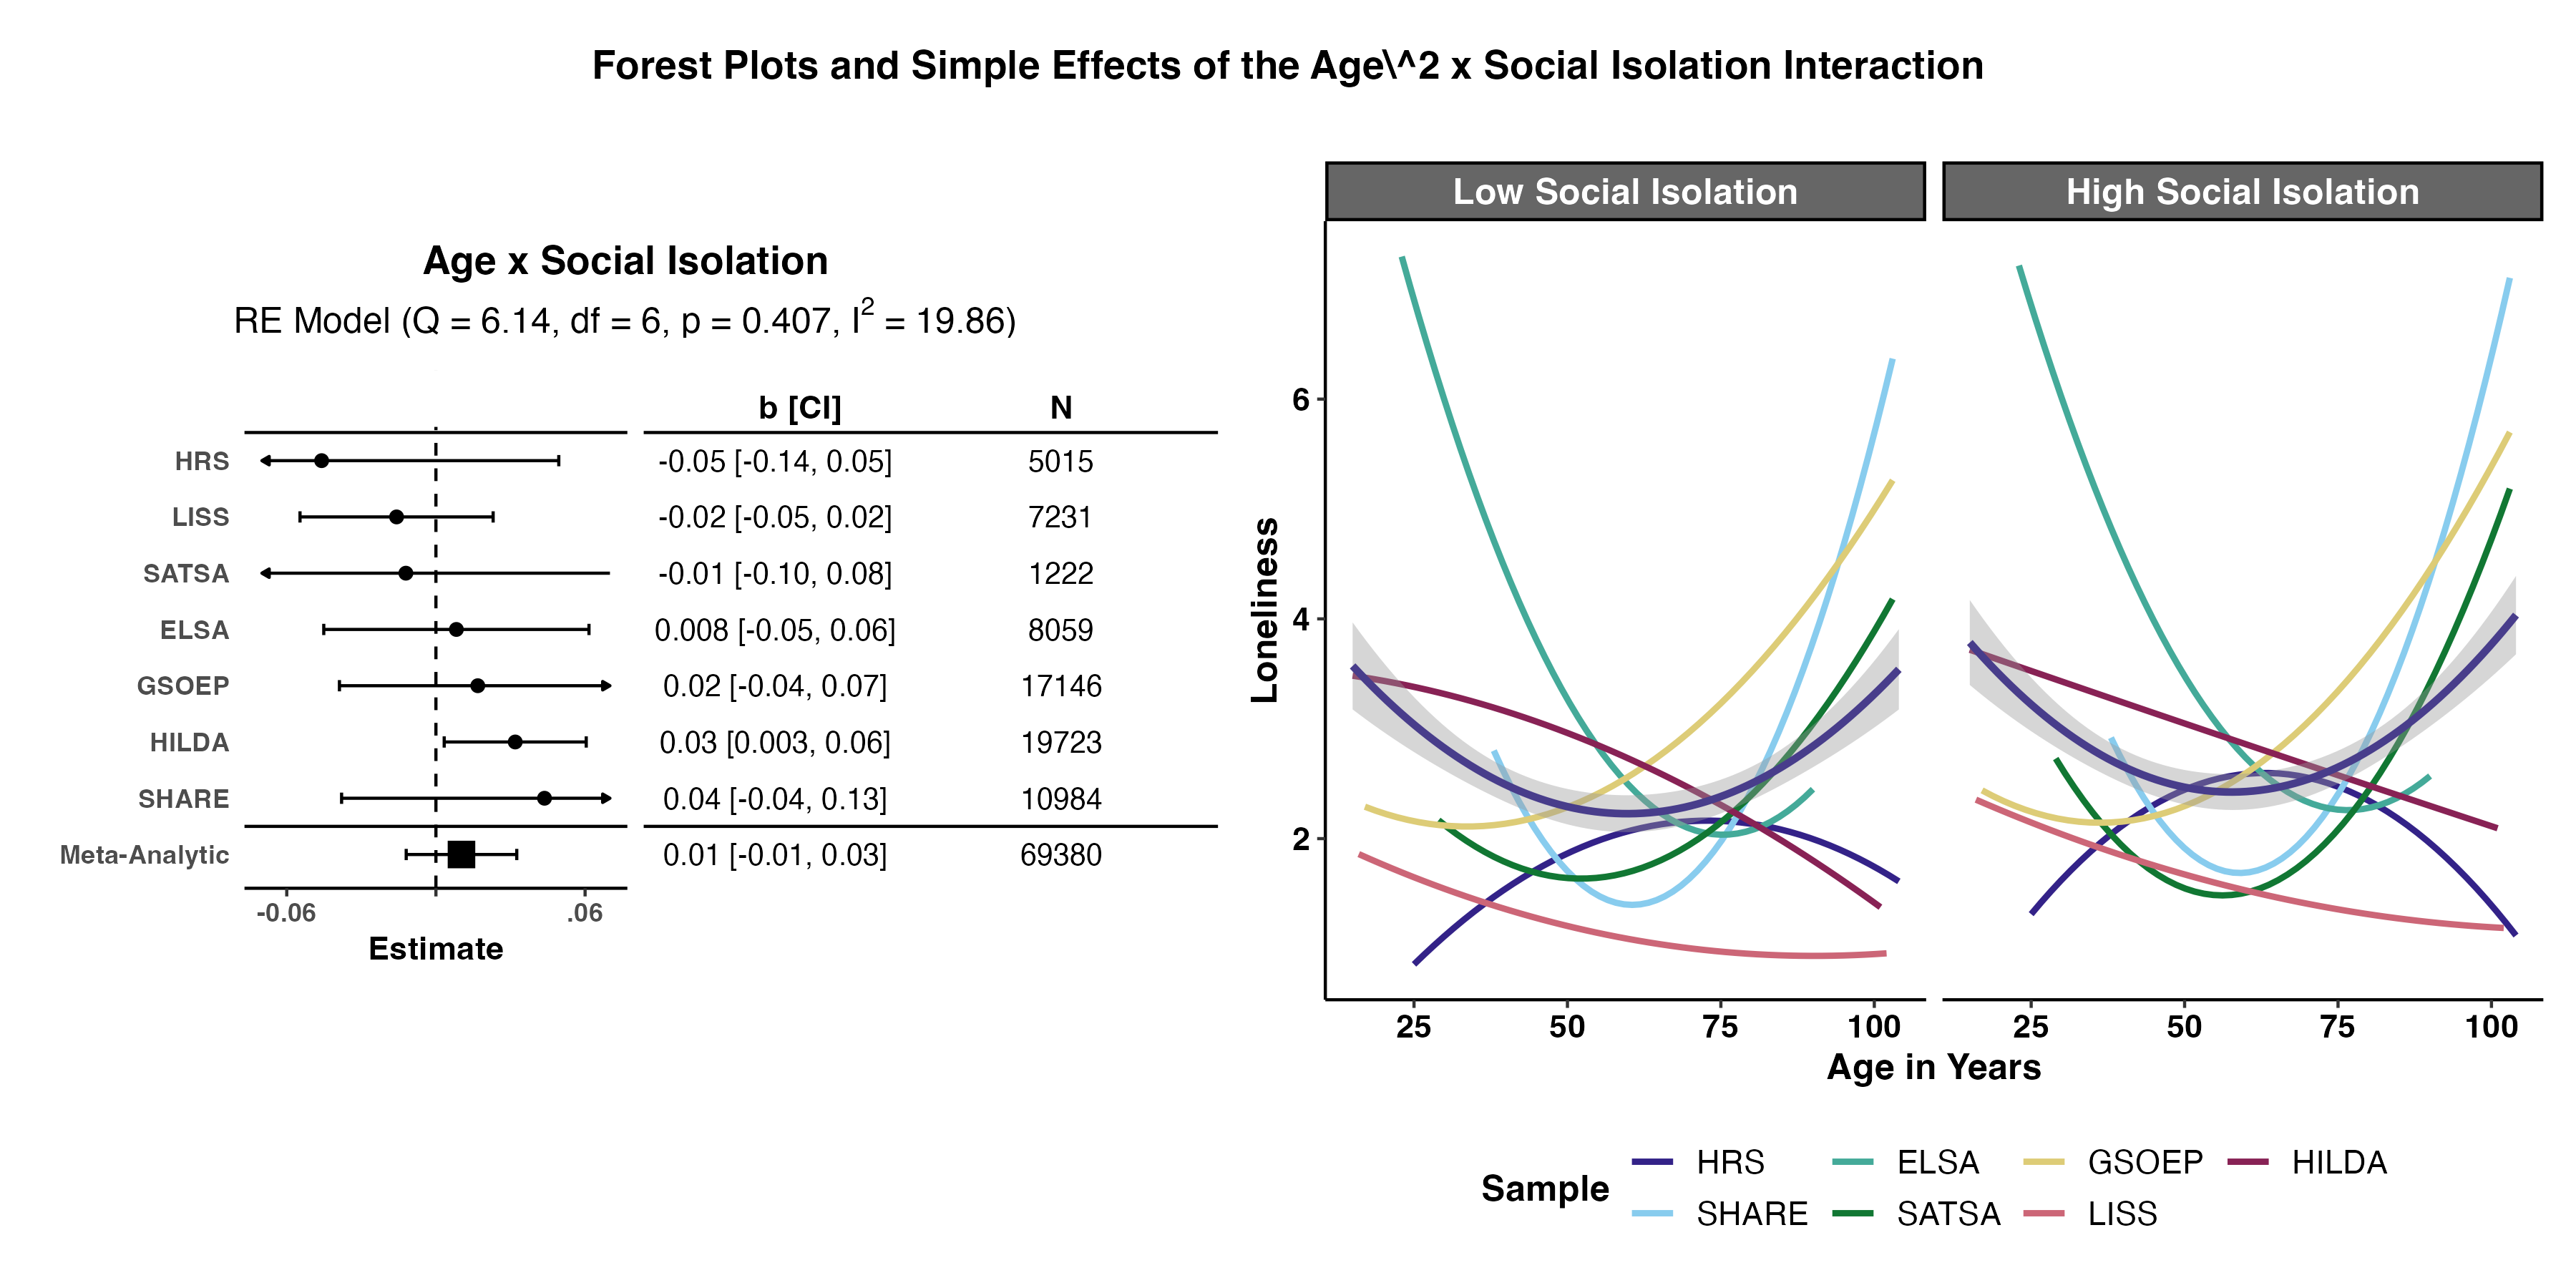 Forest Plots and Simple Effects of the Age\^2 x Social Isolation Interaction
Age x Social Isolation
RE Model (Q = 6.14, df = 6, p = 0.407, I² = 19.86)
b [CI] N
HRS -0.05 [-0.14, 0.05] 5015
LISS -0.02 [-0.05, 0.02] 7231
SATSA -0.01 [-0.10, 0.08] 1222
ELSA 0.008 [-0.05, 0.06] 8059
GSOEP 0.02 [-0.04, 0.07] 17146
HILDA 0.03 [0.003, 0.06] 19723
SHARE 0.04 [-0.04, 0.13] 10984
Meta-Analytic 0.01 [-0.01, 0.03] 69380
-0.06 .06
Estimate
Low Social Isolation High Social Isolation
Loneliness
6
4
2
25 50 75 100 25 50 75 100
Age in Years
Sample
HRS ELSA GSOEP HILDA
SHARE SATSA LISS